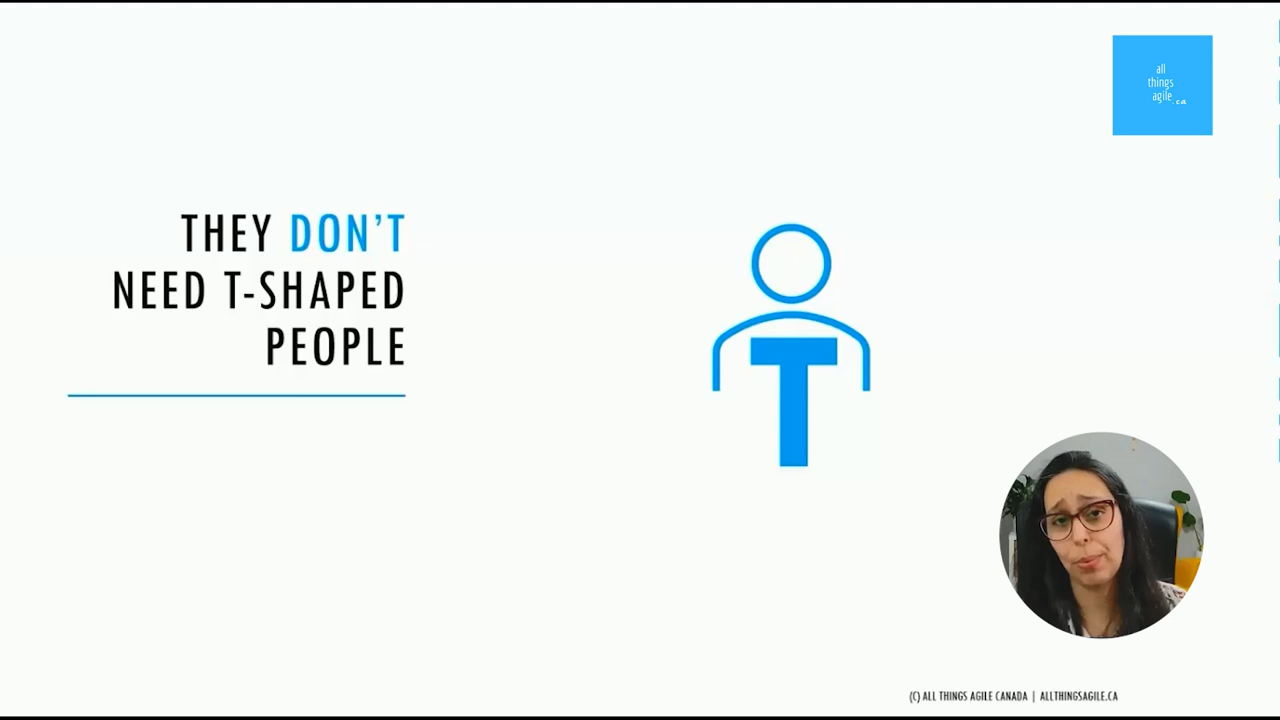 all
things
agile.ca
THEY DON'T
NEED T-SHAPED
PEOPLE
T
(C) ALL THINGS AGILE CANADA | ALLTHINGSAGILE.CA